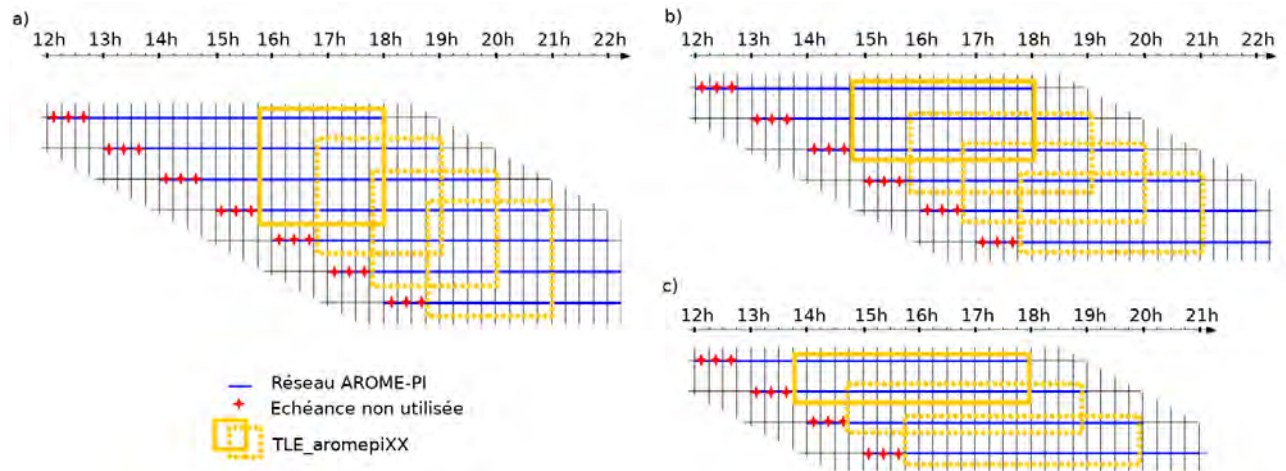 a)
12h 13h 14h 15h 16h 17h 18h 19h 20h 21h 22h
b)
12h 13h 14h 15h 16h 17h 18h 19h 20h 21h 22h
c)
12h 13h 14h 15h 16h 17h 18h 19h 20h 21h
Réseau AROME-PI
Echéance non utilisée
TLE_aromepiXX